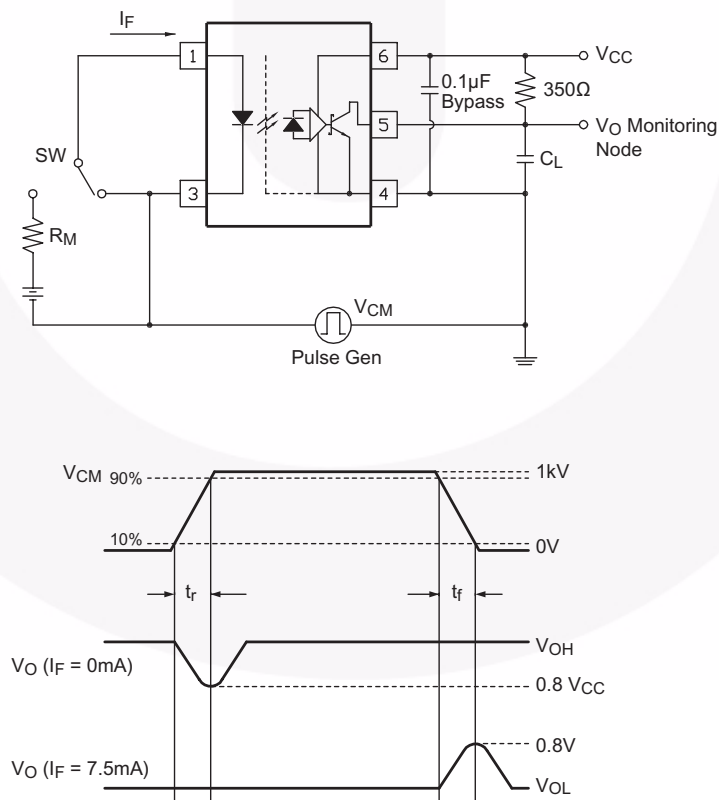 IF
1
6
VCC
0.1µF
Bypass
350Ω
5
VO Monitoring
Node
SW
CL
3
4
RM
VCM
Pulse Gen
VCM 90%
1kV
10%
0V
tr
tf
VOH
VO (IF = 0mA)
0.8 VCC
0.8V
VO (IF = 7.5mA)
VOL